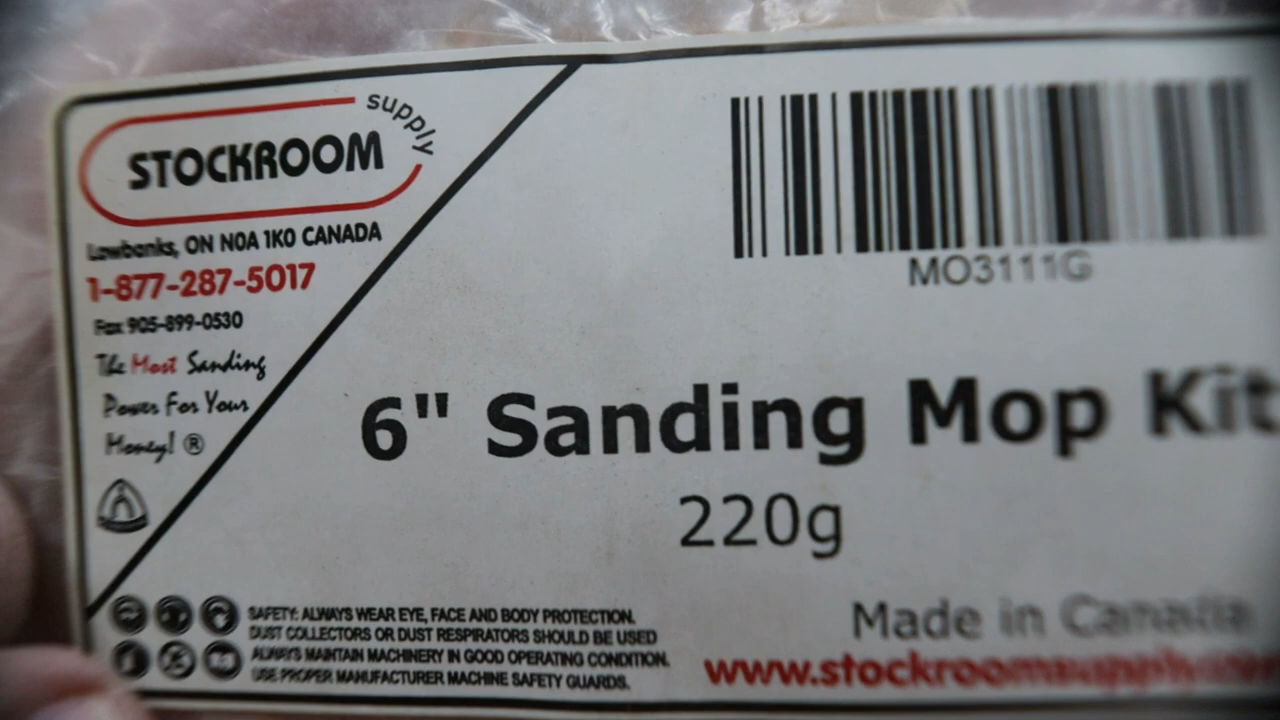 STOCKROOM supply
Lowbanks, ON N0A 1K0 CANADA
1-877-287-5017
Fax 905-899-0530
The Most Sanding
Power For Your
Money! ®
MO3111G
6" Sanding Mop Kit
220g
SAFETY: ALWAYS WEAR EYE, FACE AND BODY PROTECTION.
DUST COLLECTORS OR DUST RESPIRATORS SHOULD BE USED
ALWAYS MAINTAIN MACHINERY IN GOOD OPERATING CONDITION.
USE PROPER MANUFACTURER MACHINE SAFETY GUARDS.
Made in Canada
www.stockroomsupply.com